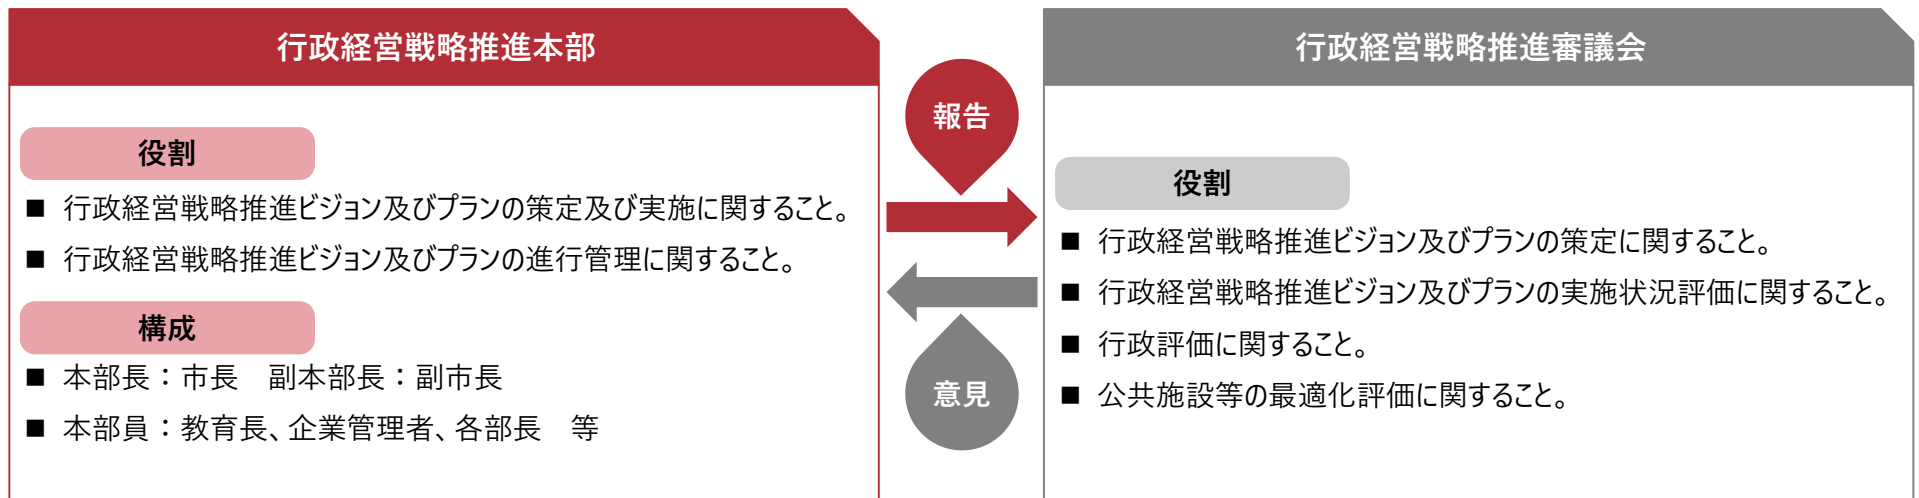 行政経営戦略推進本部
役割
■ 行政経営戦略推進ビジョン及びプランの策定及び実施に関すること。
■ 行政経営戦略推進ビジョン及びプランの進行管理に関すること。
構成
■ 本部長：市長　副本部長：副市長
■ 本部員：教育長、企業管理者、各部長　等
報告
意見
行政経営戦略推進審議会
役割
■ 行政経営戦略推進ビジョン及びプランの策定に関すること。
■ 行政経営戦略推進ビジョン及びプランの実施状況評価に関すること。
■ 行政評価に関すること。
■ 公共施設等の最適化評価に関すること。